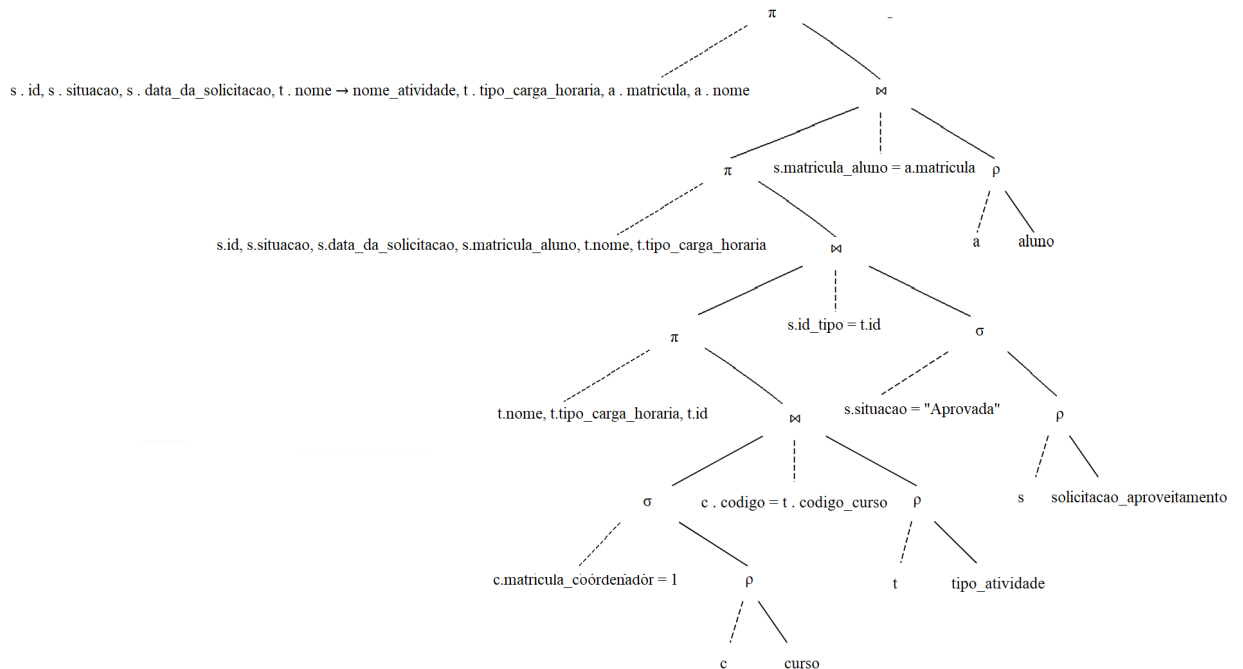 π
s . id, s . situacao, s . data_da_solicitacao, t . nome → nome_atividade, t . tipo_carga_horaria, a . matricula, a . nome
⋈
π
s.matricula_aluno = a.matricula
ρ
s.id, s.situacao, s.data_da_solicitacao, s.matricula_aluno, t.nome, t.tipo_carga_horaria
⋈
a
aluno
π
s.id_tipo = t.id
σ
t.nome, t.tipo_carga_horaria, t.id
⋈
s.situacao = "Aprovada"
ρ
σ
c . codigo = t . codigo_curso
ρ
s
solicitacao_aproveitamento
c.matricula_coordenador = 1
ρ
t
tipo_atividade
c
curso